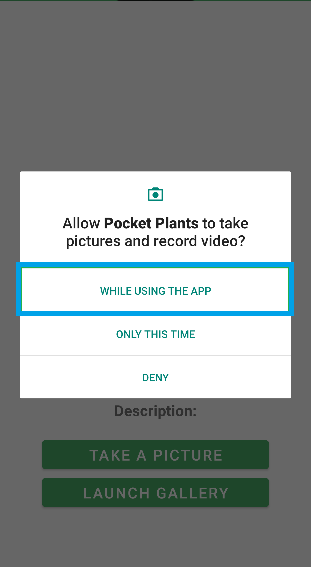 Allow Pocket Plants to take
pictures and record video?
WHILE USING THE APP
ONLY THIS TIME
DENY
Description:
TAKE A PICTURE
LAUNCH GALLERY